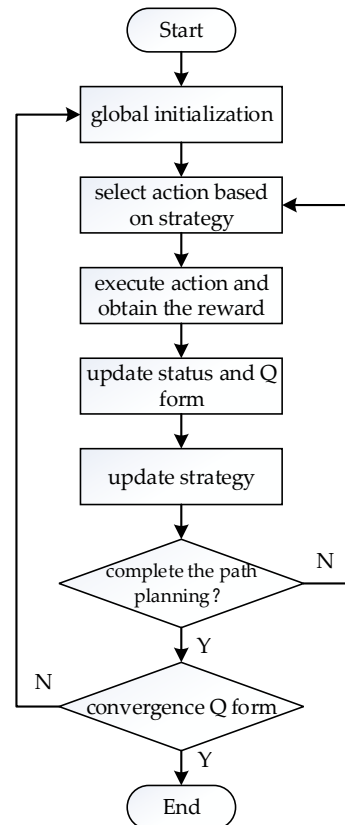 Start
global initialization
select action based
on strategy
execute action and
obtain the reward
update status and Q
form
update strategy
complete the path
planning?
N
Y
N
convergence Q form
Y
End